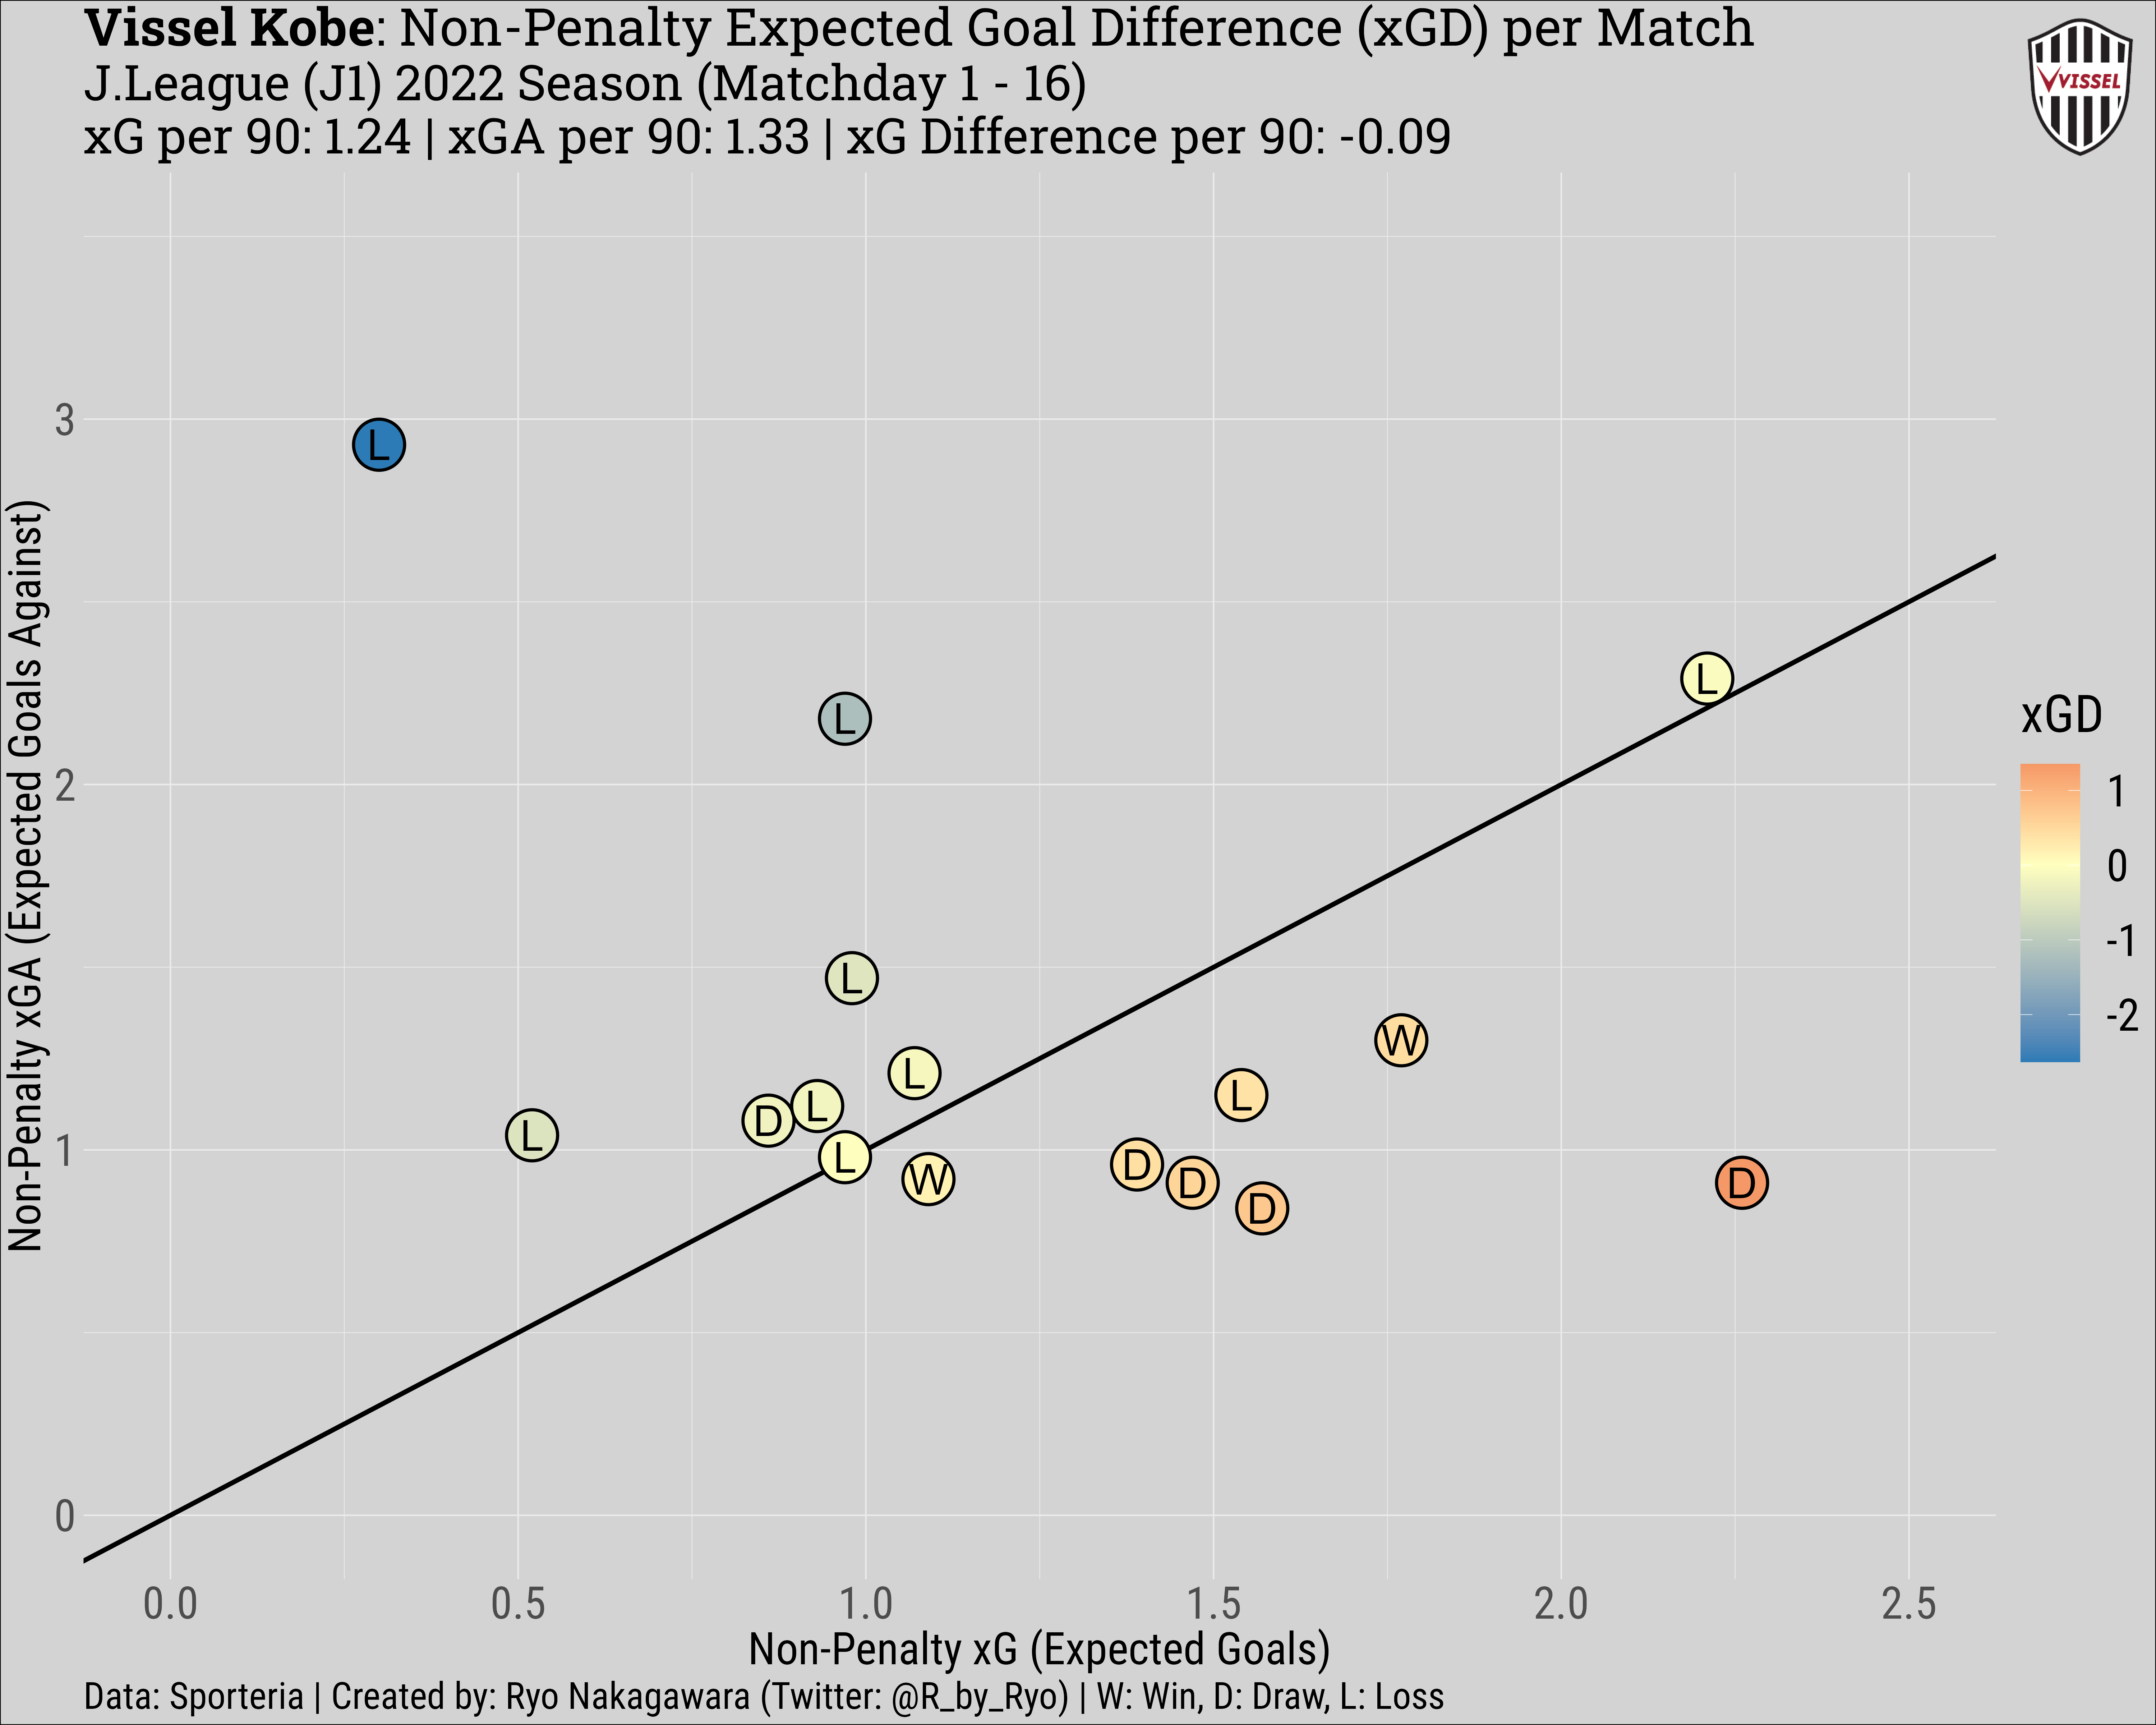 Vissel Kobe: Non-Penalty Expected Goal Difference (xGD) per Match
J.League (J1) 2022 Season (Matchday 1 - 16)
xG per 90: 1.24 | xGA per 90: 1.33 | xG Difference per 90: -0.09
VISSEL
Non-Penalty xGA (Expected Goals Against)
3
2
1
0
L
L
L
L
W
L
L
L
D
L
L
W
D
D
D
D
xGD
1
0
-1
-2
0.0
0.5
1.0
1.5
2.0
2.5
Non-Penalty xG (Expected Goals)
Data: Sporteria | Created by: Ryo Nakagawara (Twitter: @R_by_Ryo) | W: Win, D: Draw, L: Loss